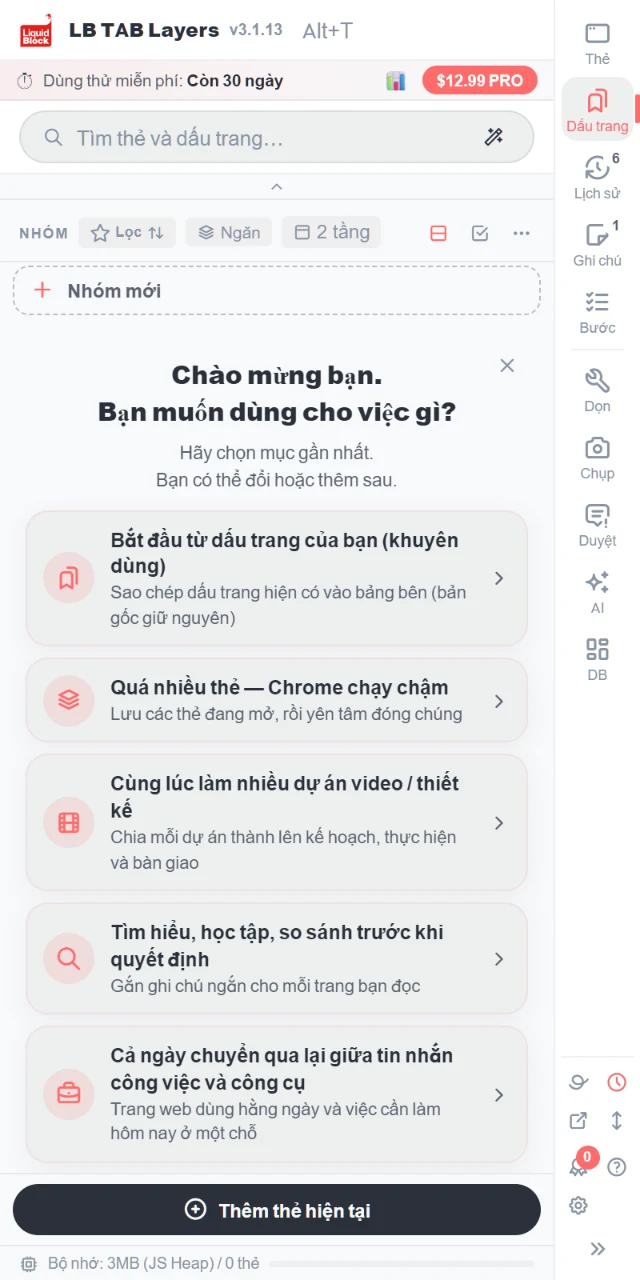 Liquid Block
LB TAB Layers v3.1.13 Alt+T
Dùng thử miễn phí: Còn 30 ngày
$12.99 PRO
Tìm thẻ và dấu trang…
NHÓM
Lọc
Ngăn
2 tầng
Nhóm mới
Chào mừng bạn.
Bạn muốn dùng cho việc gì?
Hãy chọn mục gần nhất.
Bạn có thể đổi hoặc thêm sau.
Bắt đầu từ dấu trang của bạn (khuyên
dùng)
Sao chép dấu trang hiện có vào bảng bên (bản
gốc giữ nguyên)
Quá nhiều thẻ — Chrome chạy chậm
Lưu các thẻ đang mở, rồi yên tâm đóng chúng
Cùng lúc làm nhiều dự án video / thiết
kế
Chia mỗi dự án thành lên kế hoạch, thực hiện
và bàn giao
Tìm hiểu, học tập, so sánh trước khi
quyết định
Gắn ghi chú ngắn cho mỗi trang bạn đọc
Cả ngày chuyển qua lại giữa tin nhắn
công việc và công cụ
Trang web dùng hằng ngày và việc cần làm
hôm nay ở một chỗ
Thêm thẻ hiện tại
Bộ nhớ: 3MB (JS Heap) / 0 thẻ
Thẻ
Dấu trang
6
Lịch sử
1
Ghi chú
Bước
Dọn
Chụp
Duyệt
AI
DB
0